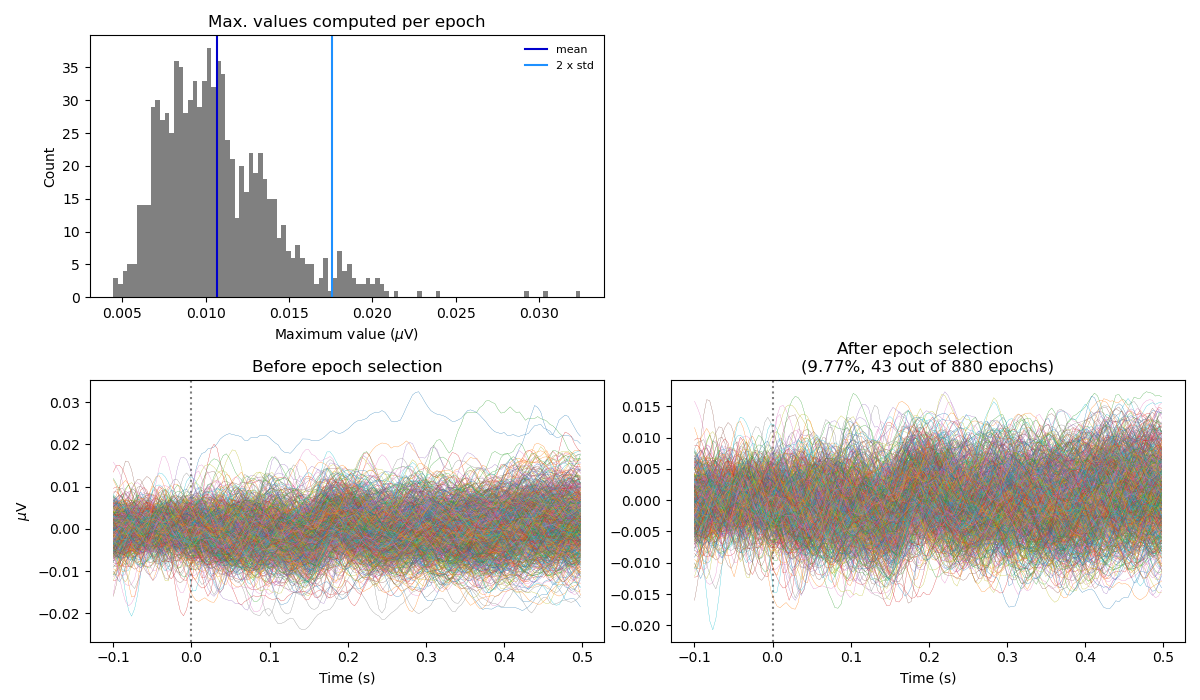 Max. values computed per epoch
mean
2 x std
35
30
25
20
15
10
5
0
Count
0.005 0.010 0.015 0.020 0.025 0.030
Maximum value (μV)
Before epoch selection
0.03
0.02
0.01
0.00
−0.01
−0.02
μV
−0.1 0.0 0.1 0.2 0.3 0.4 0.5
Time (s)
After epoch selection
(9.77%, 43 out of 880 epochs)
0.015
0.010
0.005
0.000
−0.005
−0.010
−0.015
−0.020
−0.1 0.0 0.1 0.2 0.3 0.4 0.5
Time (s)